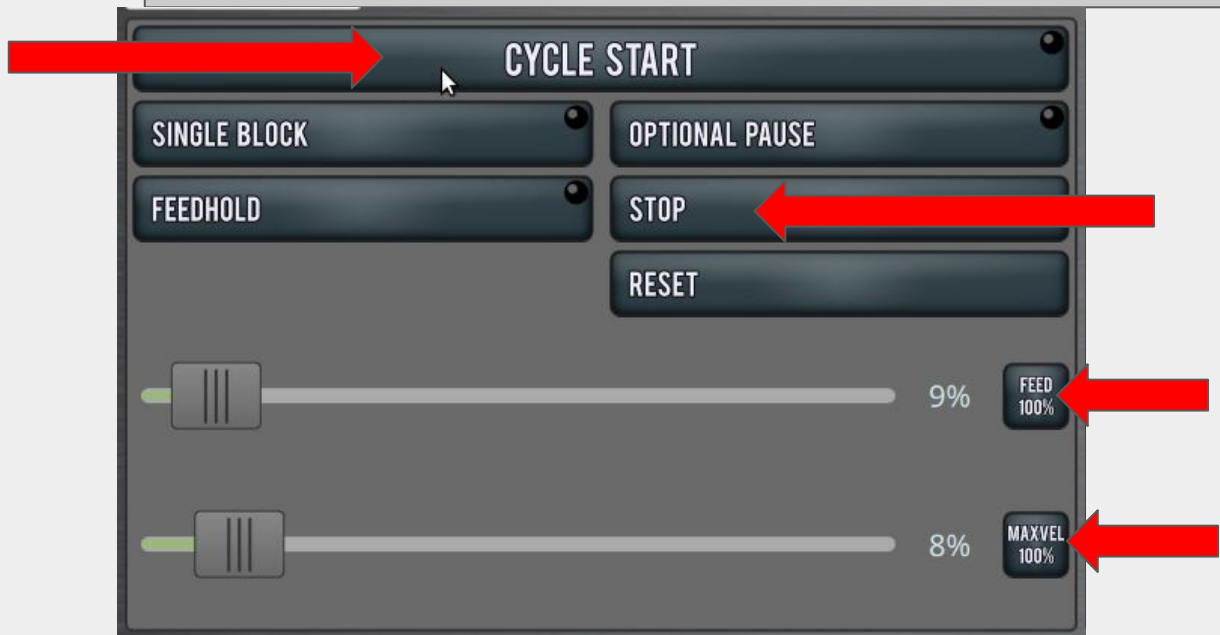 CYCLE START
SINGLE BLOCK
OPTIONAL PAUSE
FEEDHOLD
STOP
RESET
9%
FEED
100%
8%
MAXVEL
100%